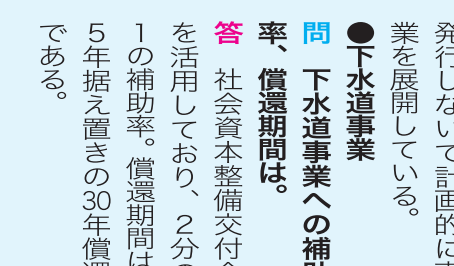 発行しないで計画的に事
業を展開している。
●下水道事業
問　下水道事業への補助
率、償還期間は。
答　社会資本整備交付金
を活用しており、２分の
１の補助率。償還期間は
５年据え置きの30年償還
である。